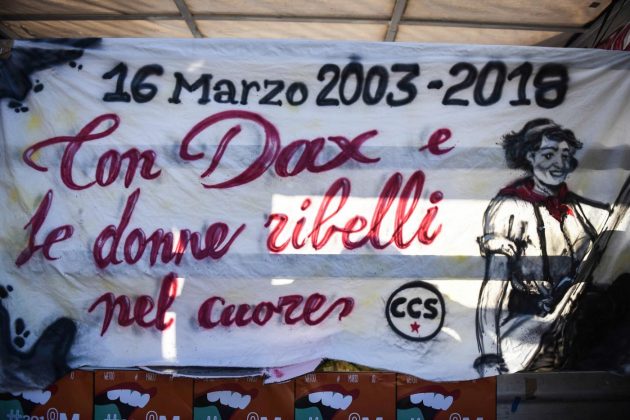 16 Marzo 2003-2018
Con Dax e
le donne ribelli
nel cuore
CCS